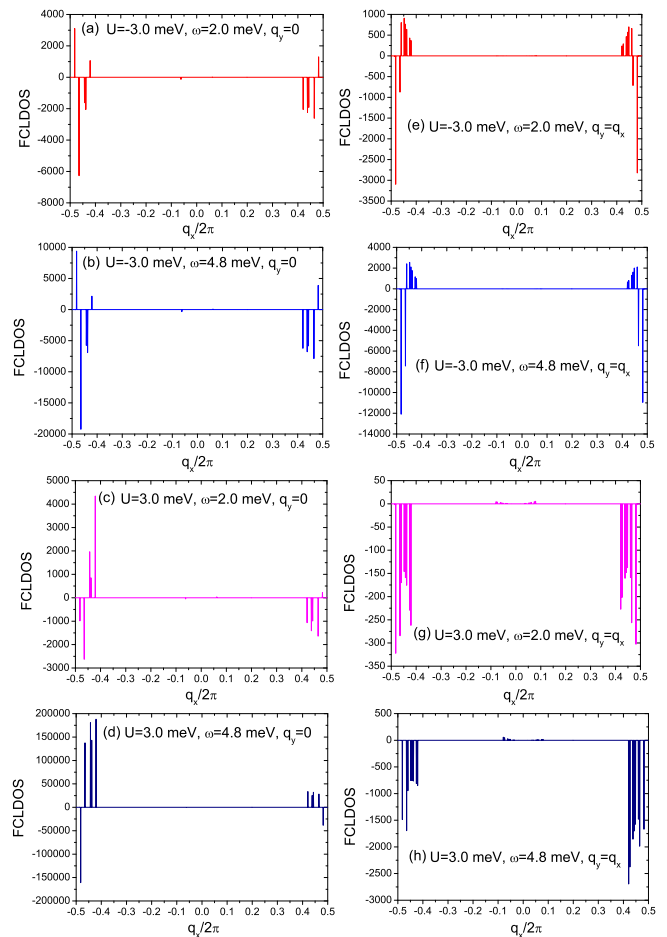 (a) U=-3.0 meV, ω=2.0 meV, q_y=0
FCLDOS
4000
2000
0
-2000
-4000
-6000
8000
-0.5 -0.4 -0.3 -0.2 -0.1 0.0 0.1 0.2 0.3 0.4 0.5
q_x/2π
(e) U=-3.0 meV, ω=2.0 meV, q_y=q_x
FCLDOS
1000
500
0
-500
-1000
-1500
-2000
-2500
-3000
-3500
-0.5 -0.4 -0.3 -0.2 -0.1 0.0 0.1 0.2 0.3 0.4 0.5
q_x/2π
(b) U=-3.0 meV, ω=4.8 meV, q_y=0
FCLDOS
10000
5000
0
-5000
-10000
-15000
-20000
-0.5 -0.4 -0.3 -0.2 -0.1 0.0 0.1 0.2 0.3 0.4 0.5
q_x/2π
(f) U=-3.0 meV, ω=4.8 meV, q_y=q_x
FCLDOS
4000
2000
0
-2000
-4000
-6000
-8000
-10000
-12000
-14000
-0.5 -0.4 -0.3 -0.2 -0.1 0.0 0.1 0.2 0.3 0.4 0.5
q_x/2π
(c) U=3.0 meV, ω=2.0 meV, q_y=0
FCLDOS
5000
4000
3000
2000
1000
0
-1000
-2000
3000
-0.5 -0.4 -0.3 -0.2 -0.1 0.0 0.1 0.2 0.3 0.4 0.5
q_x/2π
(g) U=3.0 meV, ω=2.0 meV, q_y=q_x
FCLDOS
50
0
-50
-100
-150
-200
-250
-300
350
-0.5 -0.4 -0.3 -0.2 -0.1 0.0 0.1 0.2 0.3 0.4 0.5
q_x/2π
(d) U=3.0 meV, ω=4.8 meV, q_y=0
FCLDOS
200000
150000
100000
50000
0
-50000
100000
150000
200000
-0.5 -0.4 -0.3 -0.2 -0.1 0.0 0.1 0.2 0.3 0.4 0.5
q_x/2π
(h) U=3.0 meV, ω=4.8 meV, q_y=q_x
FCLDOS
500
0
-500
-1000
-1500
-2000
-2500
-3000
-0.5 -0.4 -0.3 -0.2 -0.1 0.0 0.1 0.2 0.3 0.4 0.5
q_x/2π